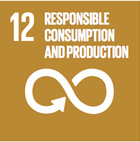 12 RESPONSIBLE
CONSUMPTION
AND PRODUCTION